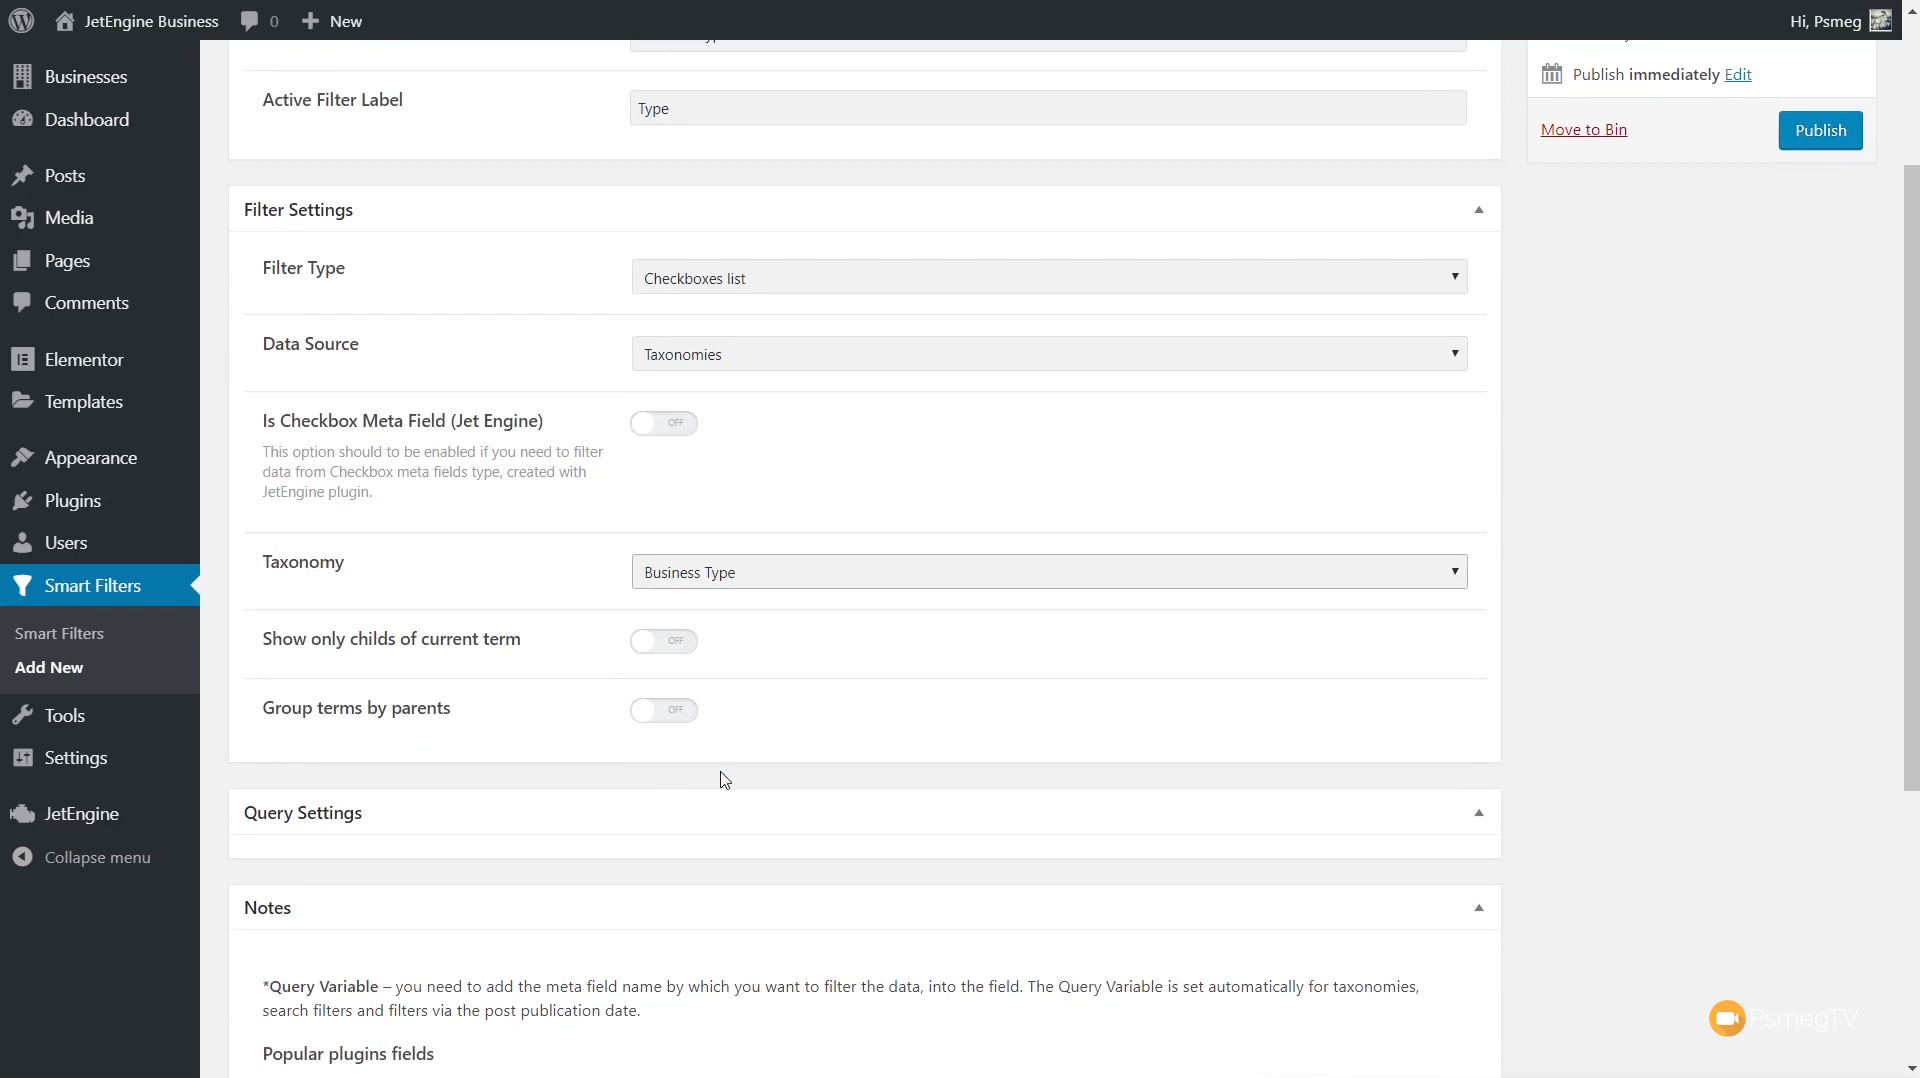 JetEngine Business
0
New
Hi, Psmeg
Businesses
Dashboard
Posts
Media
Pages
Comments
Elementor
Templates
Appearance
Plugins
Users
Smart Filters
Smart Filters
Add New
Tools
Settings
JetEngine
Collapse menu
Active Filter Label
Type
Publish immediately Edit
Move to Bin
Publish
Filter Settings
Filter Type
Checkboxes list
Data Source
Taxonomies
Is Checkbox Meta Field (Jet Engine)
OFF
This option should to be enabled if you need to filter
data from Checkbox meta fields type, created with
JetEngine plugin.
Taxonomy
Business Type
Show only childs of current term
OFF
Group terms by parents
OFF
Query Settings
Notes
*Query Variable – you need to add the meta field name by which you want to filter the data, into the field. The Query Variable is set automatically for taxonomies,
search filters and filters via the post publication date.
Popular plugins fields
PsmegTV